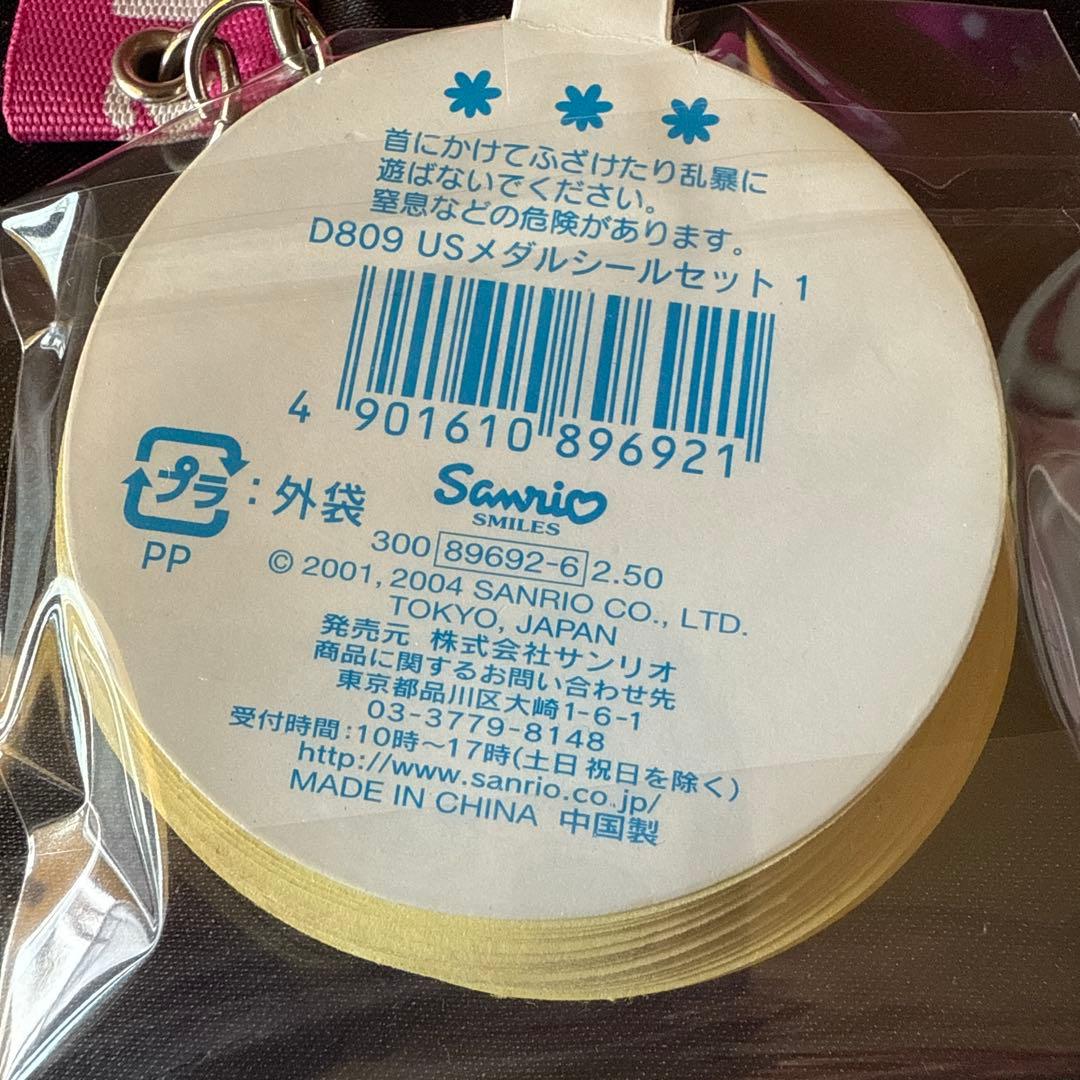 首にかけてふざけたり乱暴に
遊ばないでください。
窒息などの危険があります。
D809 USメダルシールセット 1
4 901610 896921
プラ : 外袋
PP
Sanrio
SMILES
300 89692-6 2.50
© 2001, 2004 SANRIO CO., LTD.
TOKYO, JAPAN
発売元 株式会社サンリオ
商品に関するお問い合わせ先
東京都品川区大崎1-6-1
03-3779-8148
受付時間:10時〜17時(土日 祝日を除く)
http://www.sanrio.co.jp/
MADE IN CHINA 中国製